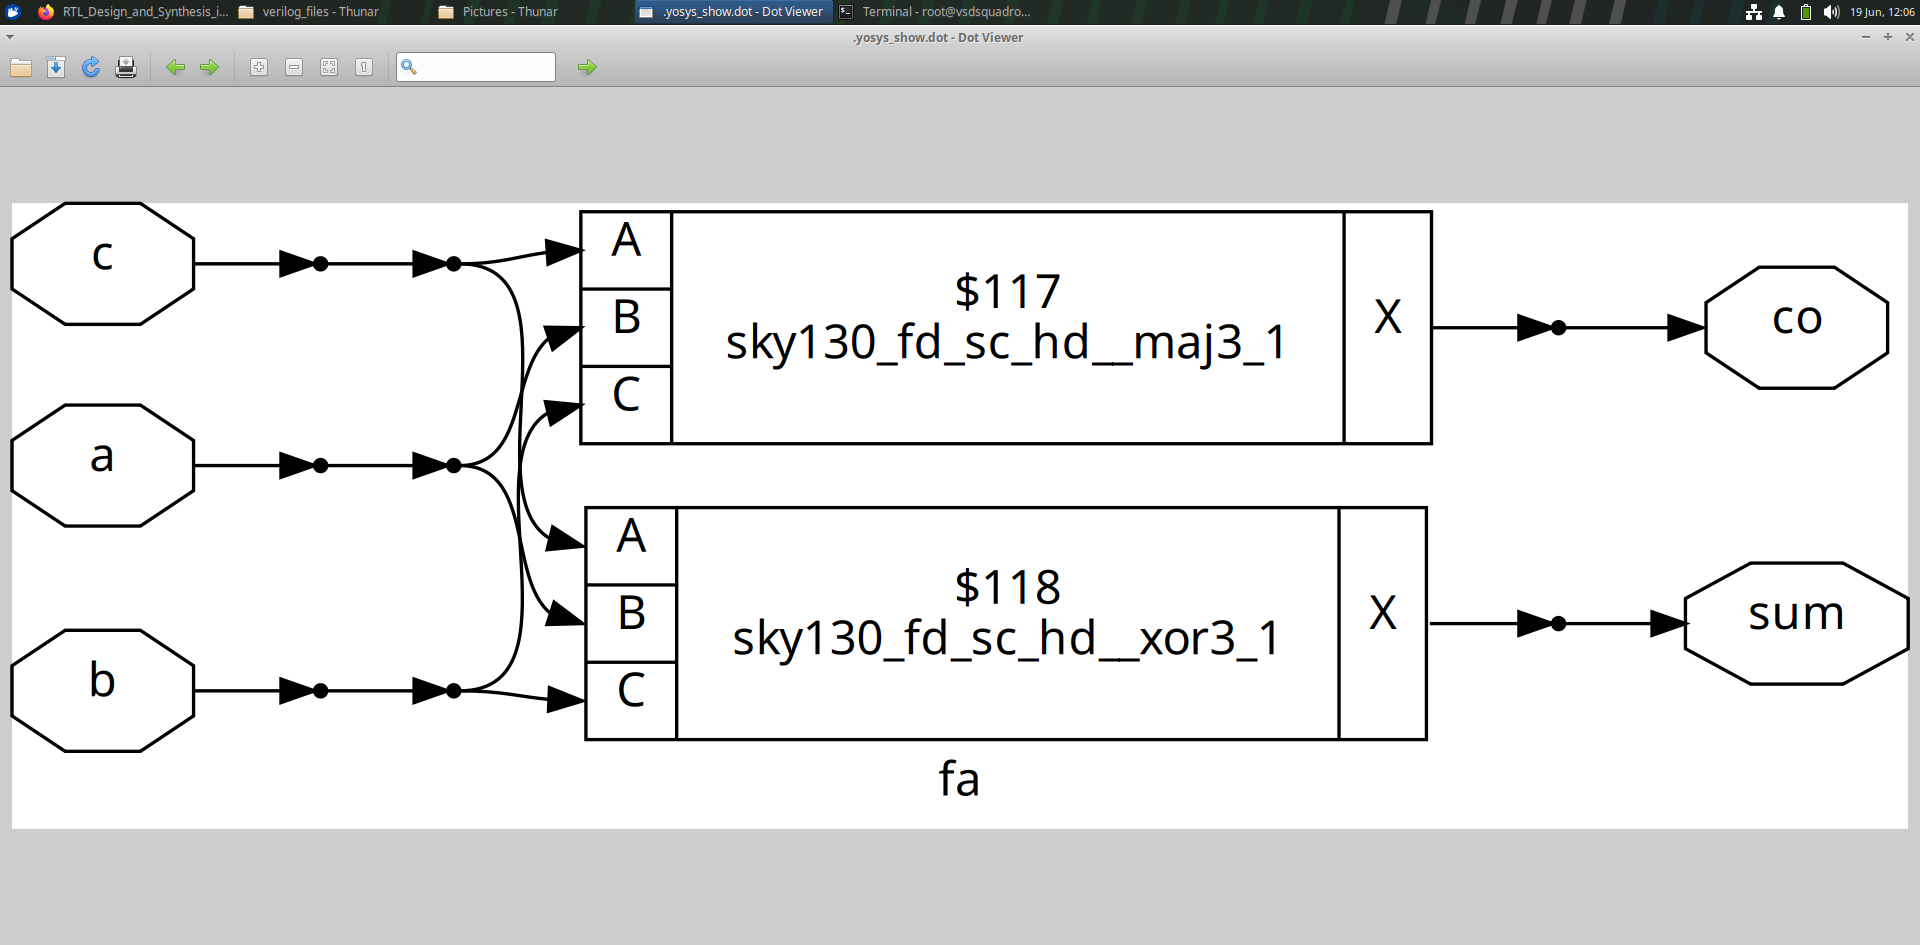 RTL_Design_and_Synthesis_i... verilog_files - Thunar Pictures - Thunar .yosys_show.dot - Dot Viewer Terminal - root@vsdsquadro... 19 Jun, 12:06
.yosys_show.dot - Dot Viewer
c
a
b
A
B
C
$117
sky130_fd_sc_hd__maj3_1
X
co
A
B
C
$118
sky130_fd_sc_hd__xor3_1
X
sum
fa